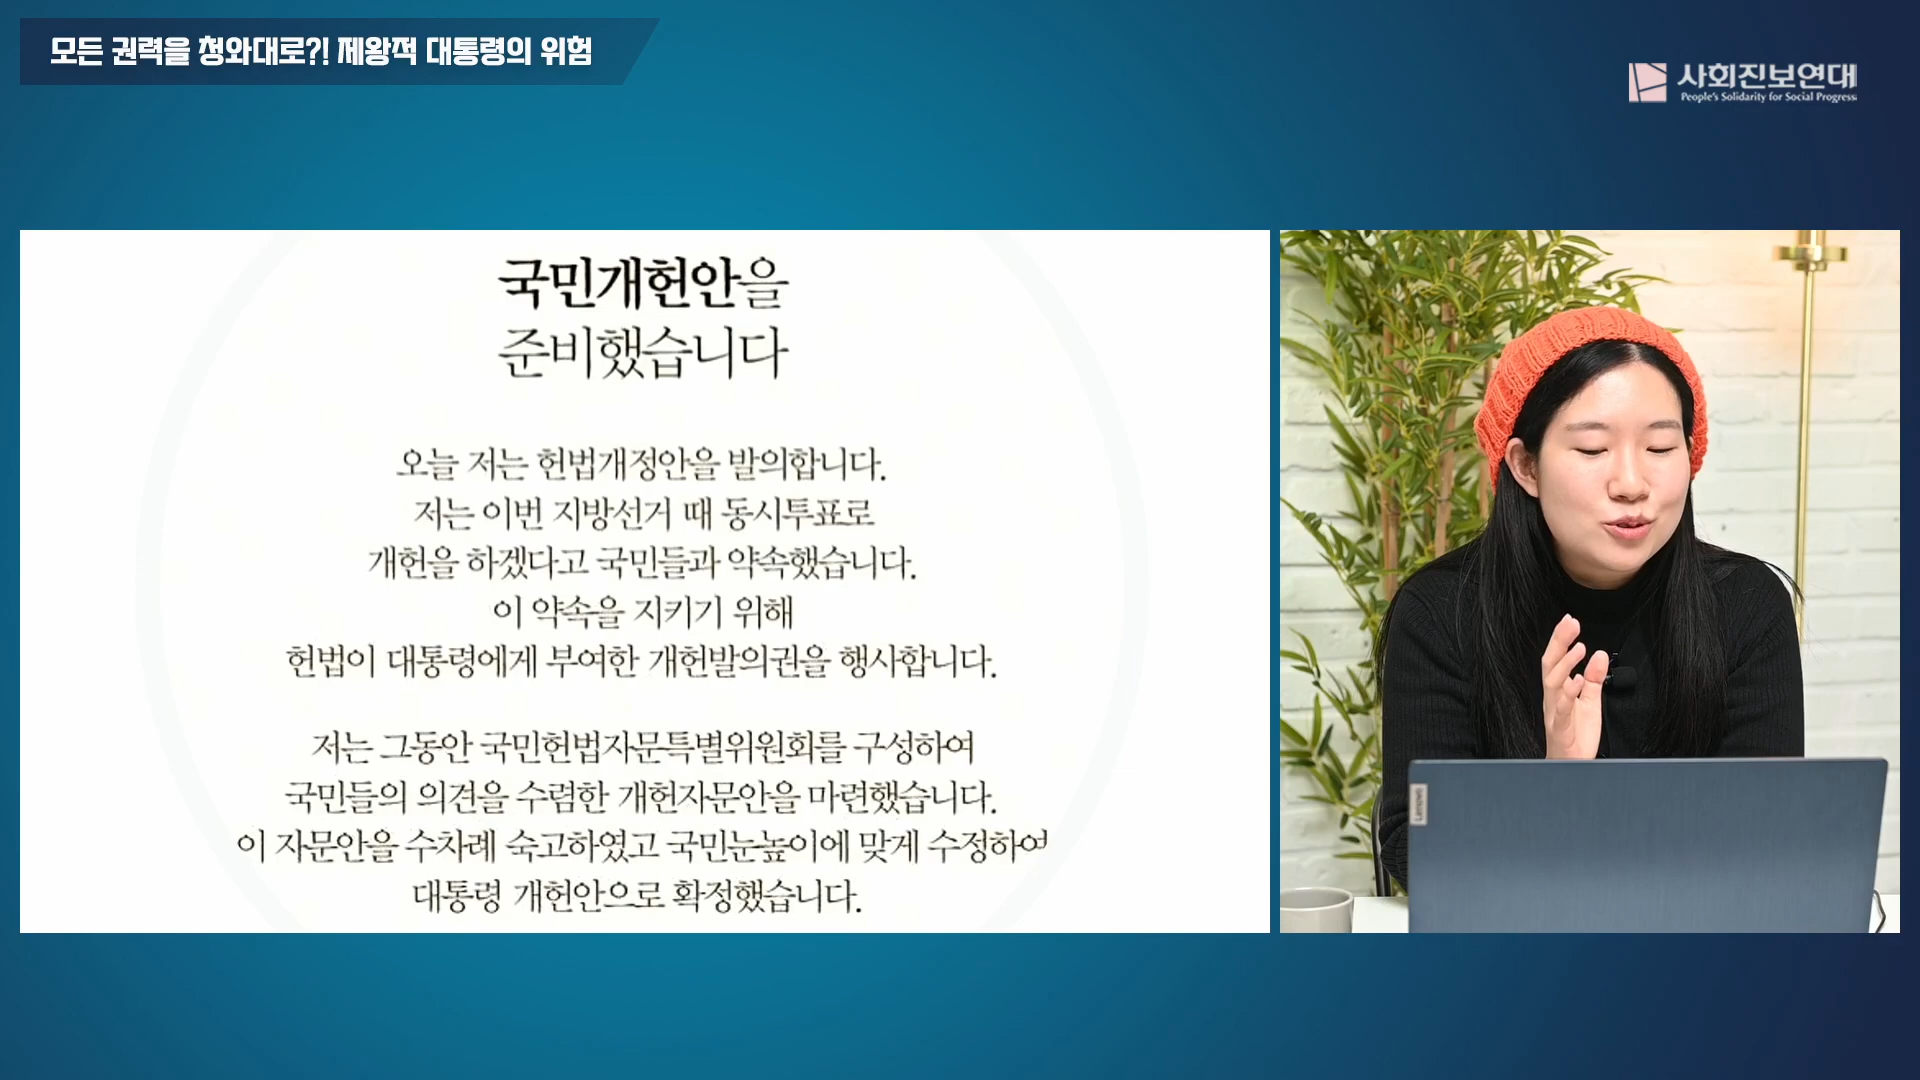 모든 권력을 청와대로?! 제왕적 대통령의 위험
사회진보연대
People's Solidarity for Social Progress
국민개헌안을
준비했습니다
오늘 저는 헌법개정안을 발의합니다.
저는 이번 지방선거 때 동시투표로
개헌을 하겠다고 국민들과 약속했습니다.
이 약속을 지키기 위해
헌법이 대통령에게 부여한 개헌발의권을 행사합니다.
저는 그동안 국민헌법자문특별위원회를 구성하여
국민들의 의견을 수렴한 개헌자문안을 마련했습니다.
이 자문안을 수차례 숙고하였고 국민눈높이에 맞게 수정하여
대통령 개헌안으로 확정했습니다.
Lenovo